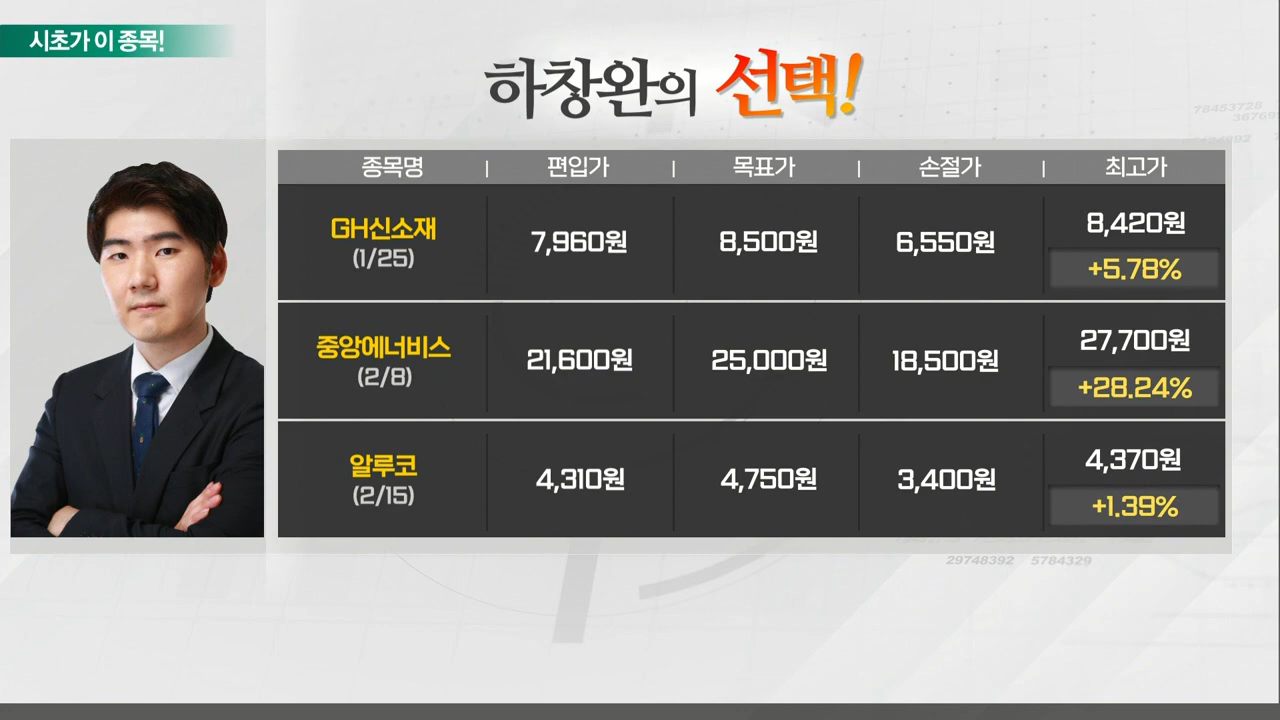 시초가 이 종목!
하창완의 선택!
종목명 | 편입가 | 목표가 | 손절가 | 최고가
GH신소재
(1/25)
7,960원
8,500원
6,550원
8,420원
+5.78%
중앙에너비스
(2/8)
21,600원
25,000원
18,500원
27,700원
+28.24%
알루코
(2/15)
4,310원
4,750원
3,400원
4,370원
+1.39%
78453728
29748392 5784329